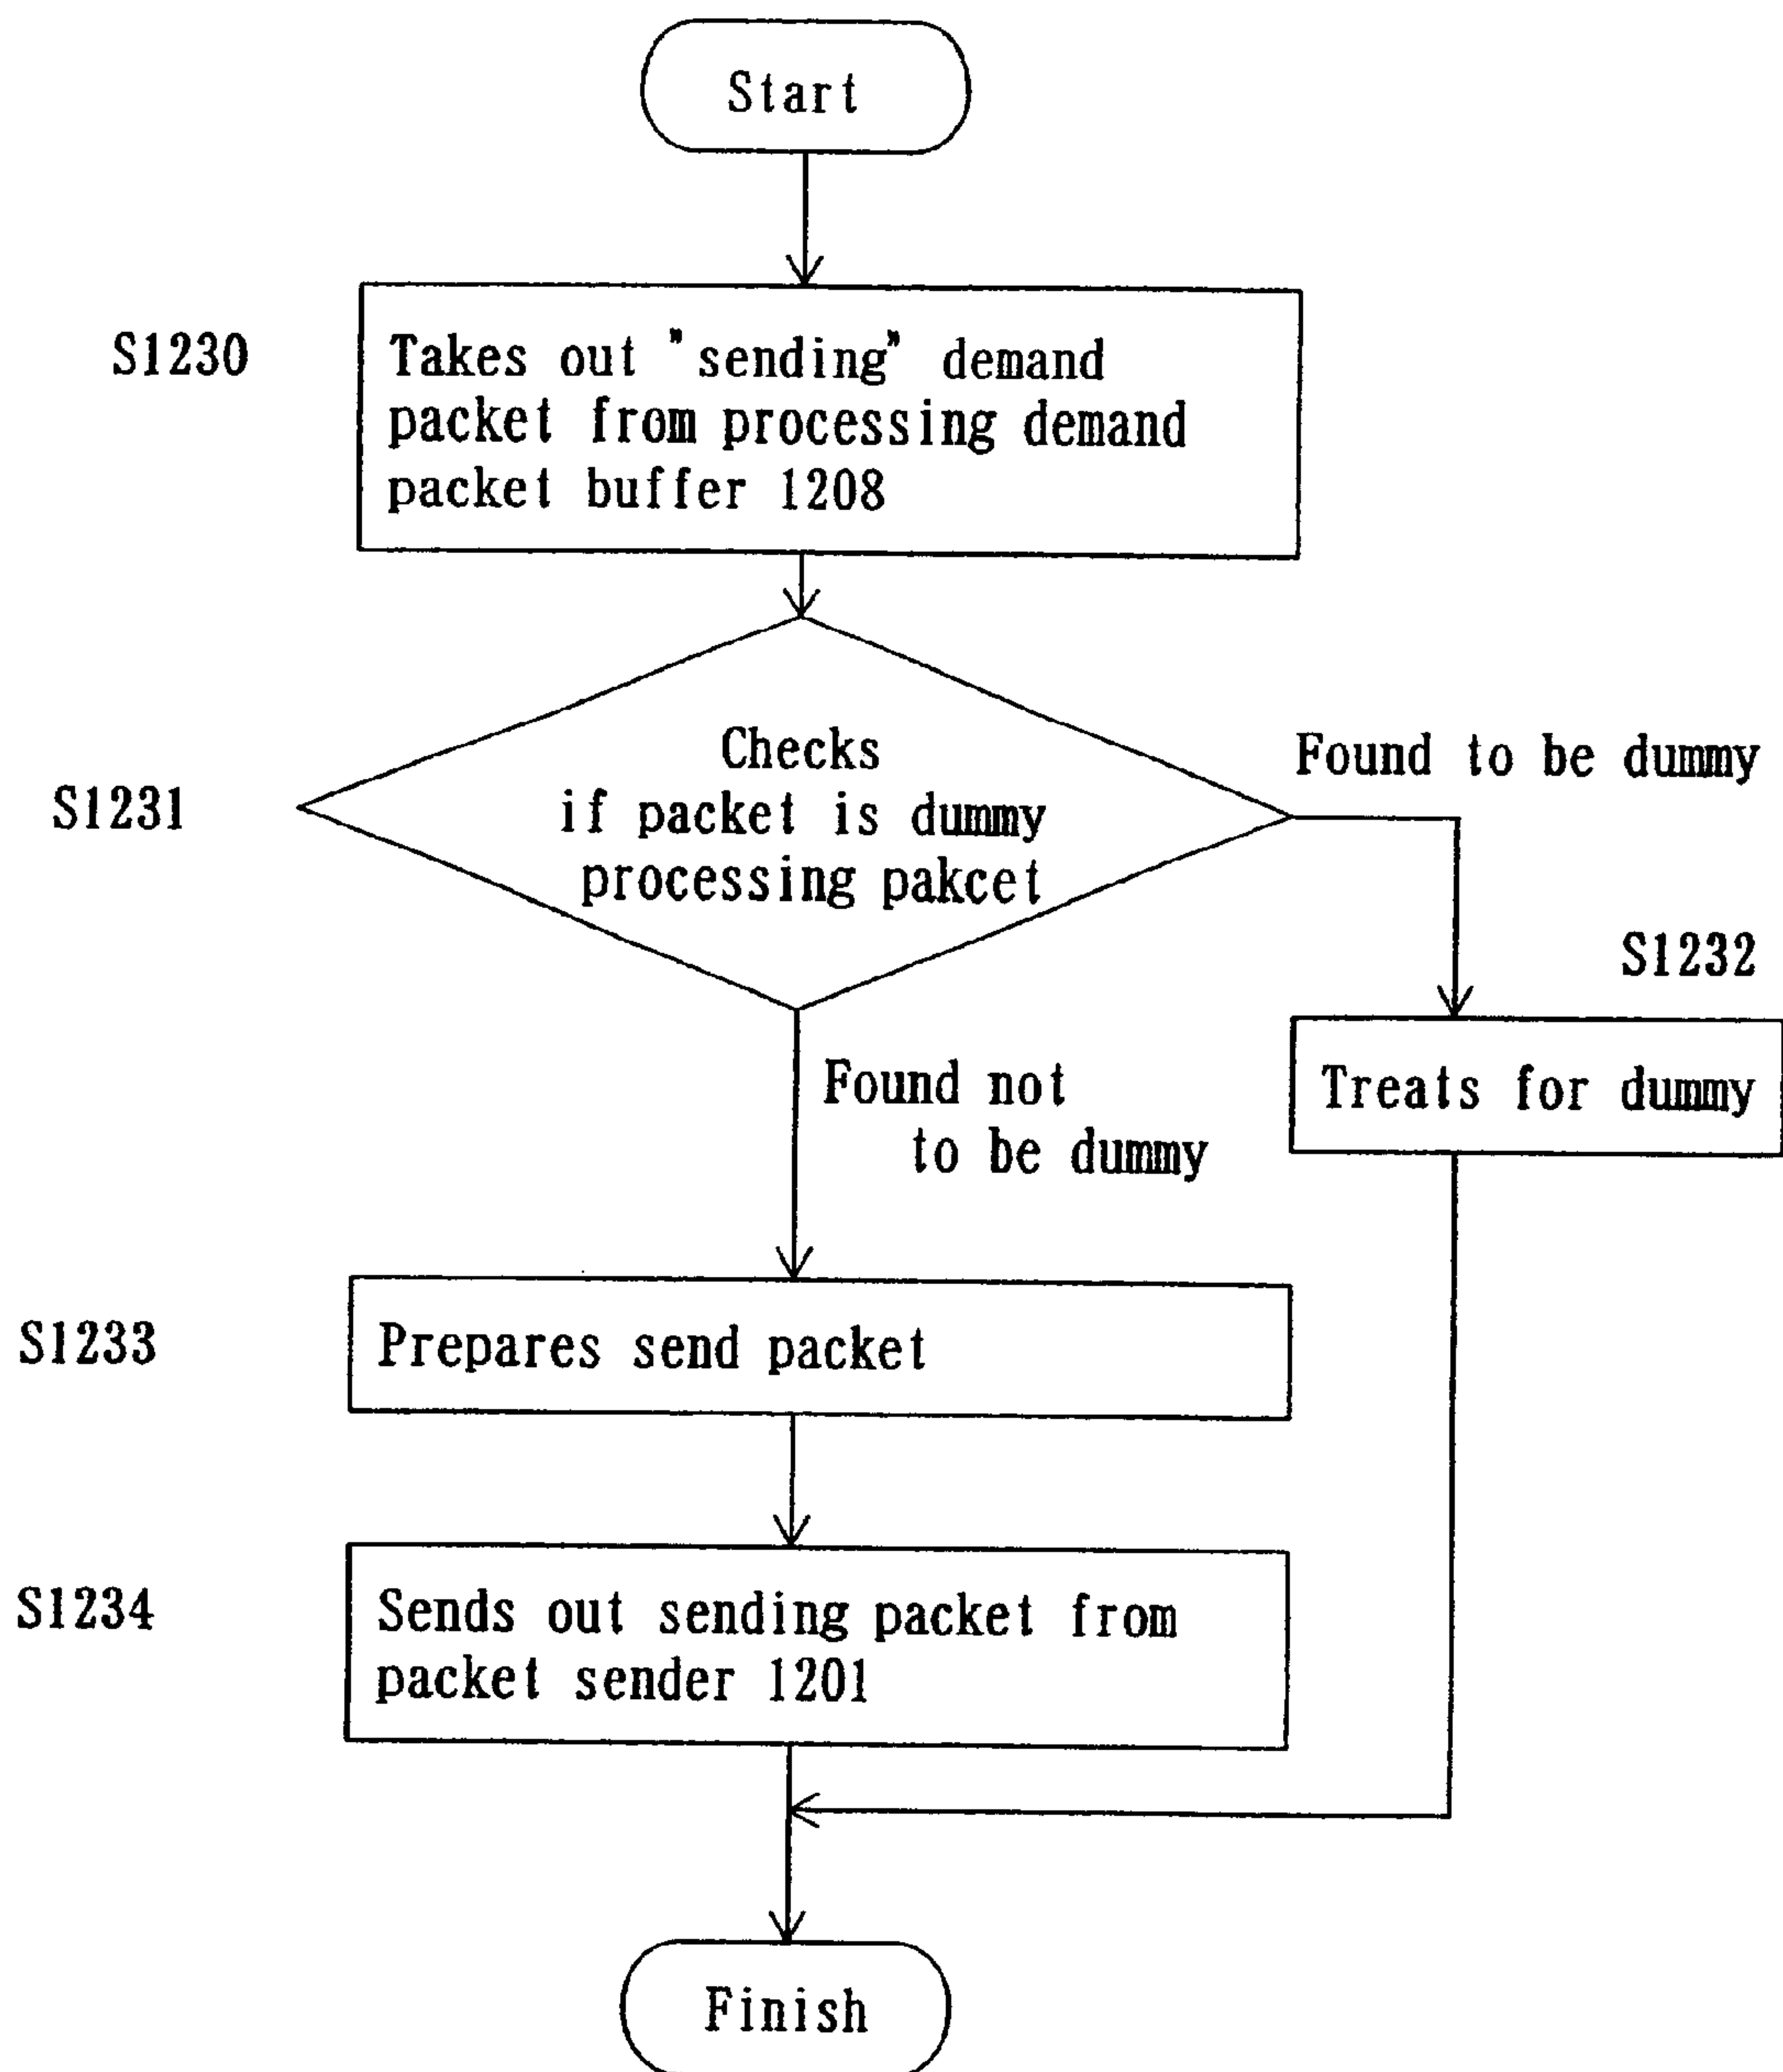 Start
S1230
Takes out "sending" demand
packet from processing demand
packet buffer 1208
S1231
Checks
if packet is dummy
processing pakcet
Found to be dummy
S1232
Treats for dummy
Found not
to be dummy
S1233
Prepares send packet
S1234
Sends out sending packet from
packet sender 1201
Finish